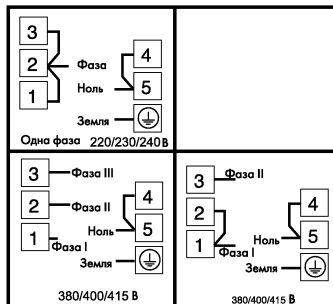 3
2 Фаза 4
1 Ноль 5
Земля
Одна фаза 220/230/240 В
3 Фаза III
2 Фаза II 4
1 Фаза I Ноль 5
Земля
380/400/415 В
3 Фаза II
2 4
1 Фаза I Ноль 5
Земля
380/400/415 В